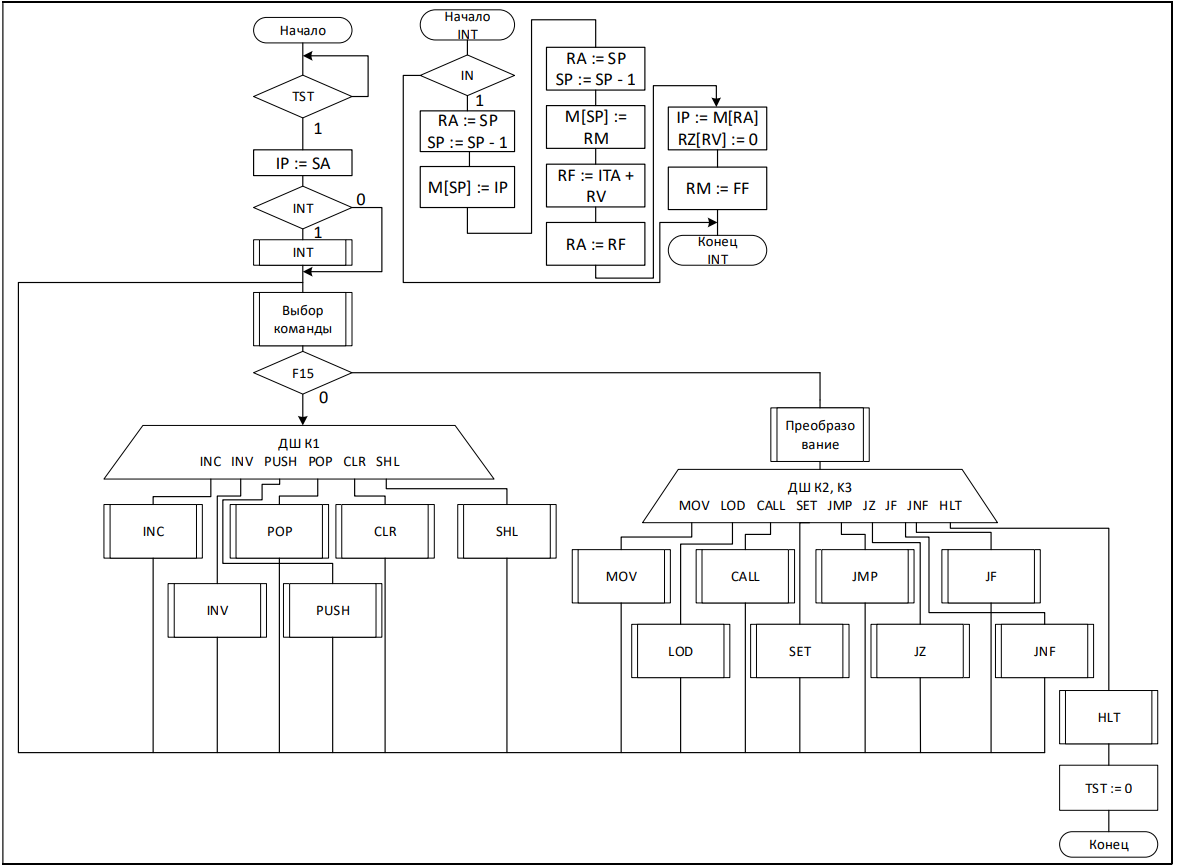 Начало
TST
1
IP := SA
INT
0
1
INT
Выбор
команды
F15
0
Начало
INT
IN
1
RA := SP
SP := SP - 1
M[SP] := IP
RA := SP
SP := SP - 1
M[SP] :=
RM
RF := ITA +
RV
RA := RF
IP := M[RA]
RZ[RV] := 0
RM := FF
Конец
INT
ДШ К1
INC INV PUSH POP CLR SHL
INC
POP
CLR
SHL
INV
PUSH
Преобразо
вание
ДШ К2, К3
MOV LOD CALL SET JMP JZ JF JNF HLT
MOV
CALL
JMP
JF
LOD
SET
JZ
JNF
HLT
TST := 0
Конец